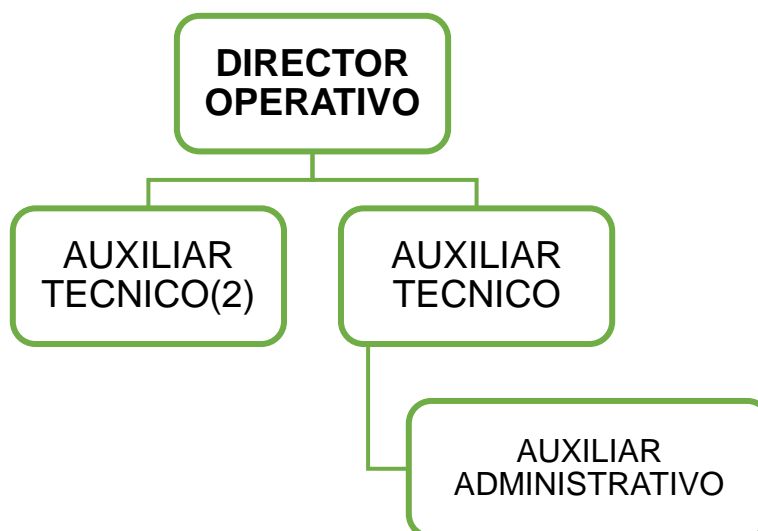 DIRECTOR
OPERATIVO
AUXILIAR
TECNICO(2)
AUXILIAR
TECNICO
AUXILIAR
ADMINISTRATIVO